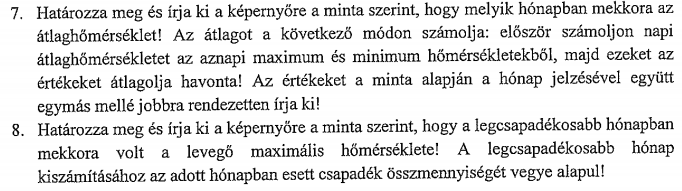 7. Határozza meg és írja ki a képernyőre a minta szerint, hogy melyik hónapban mekkora az
átlaghőmérséklet! Az átlagot a következő módon számolja: először számoljon napi
átlaghőmérsékletet az aznapi maximum és minimum hőmérsékletekből, majd ezeket az
értékeket átlagolja havonta! Az értékeket a minta alapján a hónap jelzésével együtt
egymás mellé jobbra rendezetten írja ki!
8. Határozza meg és írja ki a képernyőre a minta szerint, hogy a legcsapadékosabb hónapban
mekkora volt a levegő maximális hőmérséklete! A legcsapadékosabb hónap
kiszámításához az adott hónapban esett csapadék összmennyiségét vegye alapul!